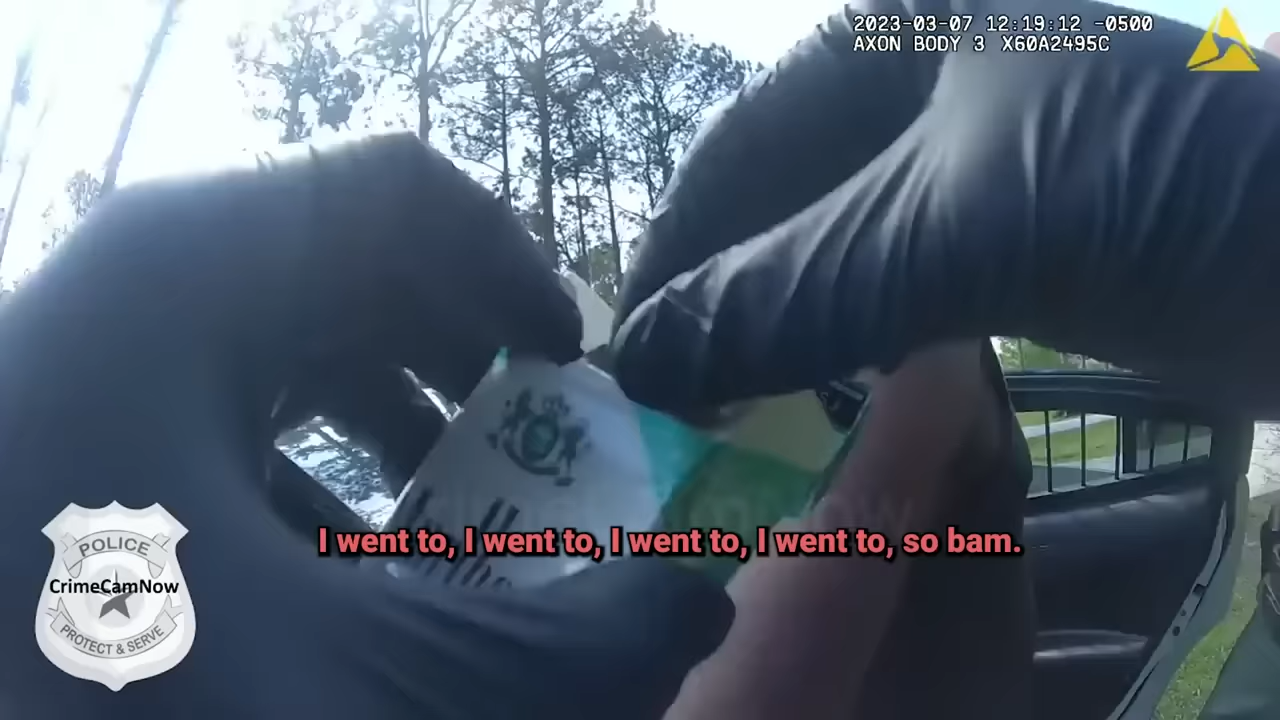 2023-03-07 12:19:12 -0500
AXON BODY 3 X60A2495C
I went to, I went to, I went to, I went to, so bam.
POLICE
CrimeCamNow
PROTECT & SERVE